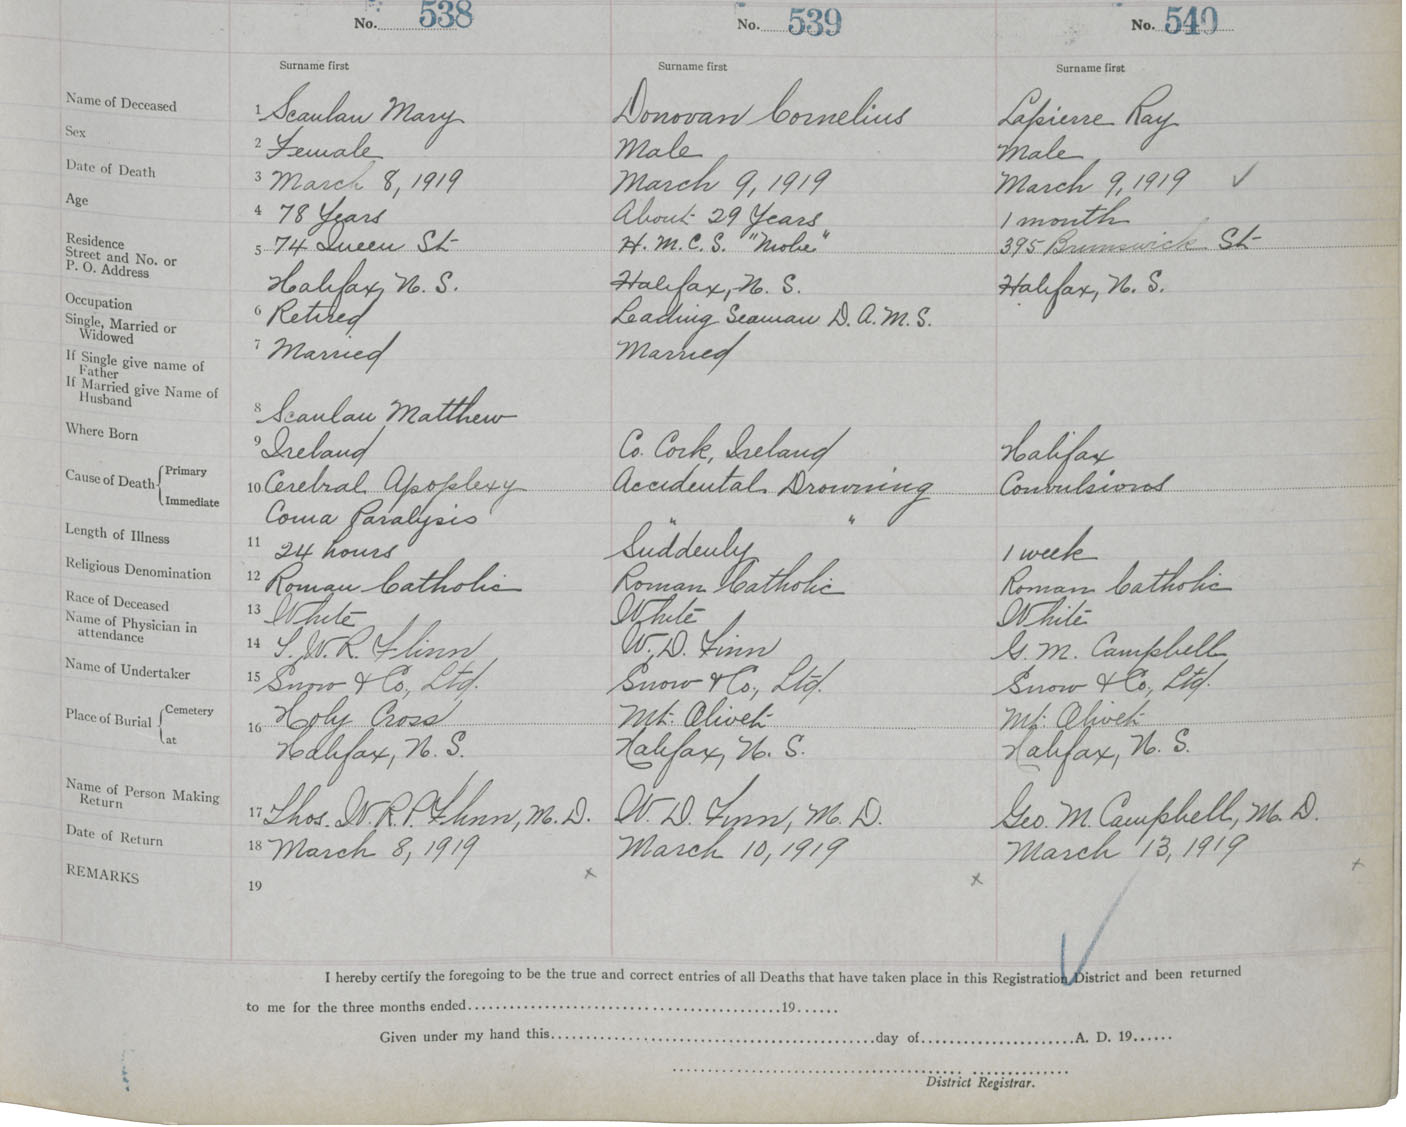 No. 538 No. 539 No. 540
Surname first Surname first Surname first
Name of Deceased 1 Scanlan Mary Donovan Cornelius Lapierre Ray
Sex 2 Female Male Male
Date of Death 3 March 8, 1919 March 9, 1919 March 9, 1919 ✓
Age 4 78 Years About 29 Years 1 month
Residence
Street and No. or 5 74 Queen St H. M. C. S. "Niobe" 395 Brunswick St
P. O. Address
Halifax, N. S. Halifax, N. S. Halifax, N. S.
Occupation 6 Retired Leading Seaman D. A. M. S.
Single, Married or
Widowed 7 Married Married
If Single give name of
Father
If Married give Name of
Husband 8 Scanlan Matthew
Where Born 9 Ireland Co. Cork, Ireland Halifax
Cause of Death Primary 10 Cerebral Apoplexy Accidental Drowning Convulsions
Immediate Coma Paralysis " "
Length of Illness 11 24 hours Suddenly 1 week
Religious Denomination 12 Roman Catholic Roman Catholic Roman Catholic
Race of Deceased 13 White White White
Name of Physician in
attendance 14 T. W. R. Flinn W. D. Finn G. M. Campbell
Name of Undertaker 15 Snow & Co., Ltd. Snow & Co., Ltd. Snow & Co., Ltd.
Place of Burial Cemetery 16 Holy Cross Mt. Olivet Mt. Olivet
at Halifax, N. S. Halifax, N. S. Halifax, N. S.
Name of Person Making
Return 17 Thos. W. R. P. Flinn, M. D. W. D. Finn, M. D. Geo. M. Campbell, M. D.
Date of Return 18 March 8, 1919 March 10, 1919 March 13, 1919
REMARKS 19 x x x
I hereby certify the foregoing to be the true and correct entries of all Deaths that have taken place in this Registration District and been returned
to me for the three months ended 19
Given under my hand this day of A. D. 19
District Registrar.